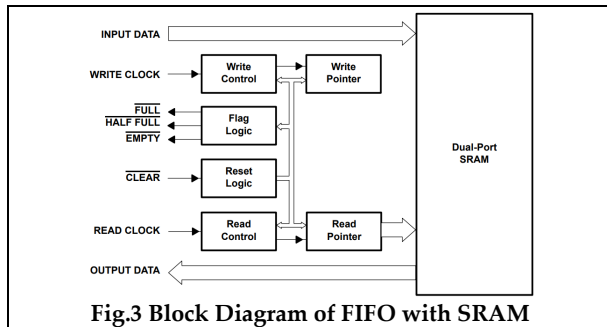 INPUT DATA
WRITE CLOCK
Write
Control
Write
Pointer
FULL
HALF FULL
EMPTY
Flag
Logic
Dual-Port
SRAM
CLEAR
Reset
Logic
READ CLOCK
Read
Control
Read
Pointer
OUTPUT DATA
Fig.3 Block Diagram of FIFO with SRAM